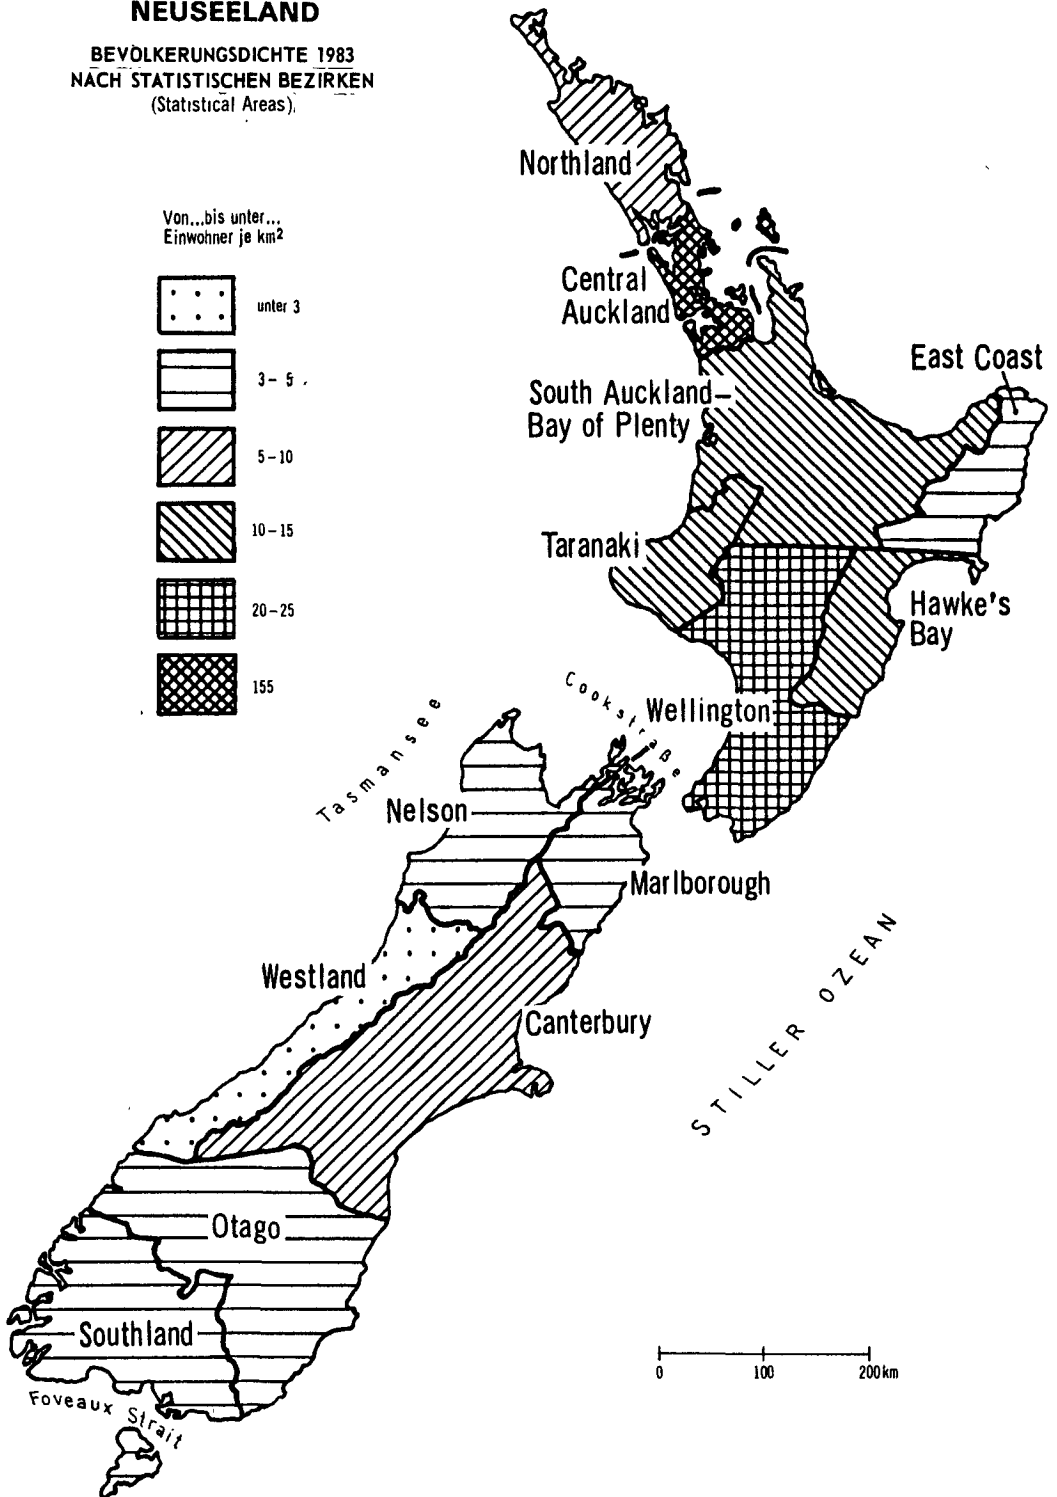 NEUSEELAND
BEVÖLKERUNGSDICHTE 1983
NACH STATISTISCHEN BEZIRKEN
(Statistical Areas)
Von...bis unter...
Einwohner je km²
unter 3
3-5
5-10
10-15
20-25
155
Northland
Central
Auckland
East Coast
South Auckland-
Bay of Plenty
Taranaki
Hawke's
Bay
Cookstraße
Wellington
Tasmansee
Nelson
Marlborough
Westland
Canterbury
STILLER OZEAN
Otago
Southland
0 100 200km
Foveaux Strait